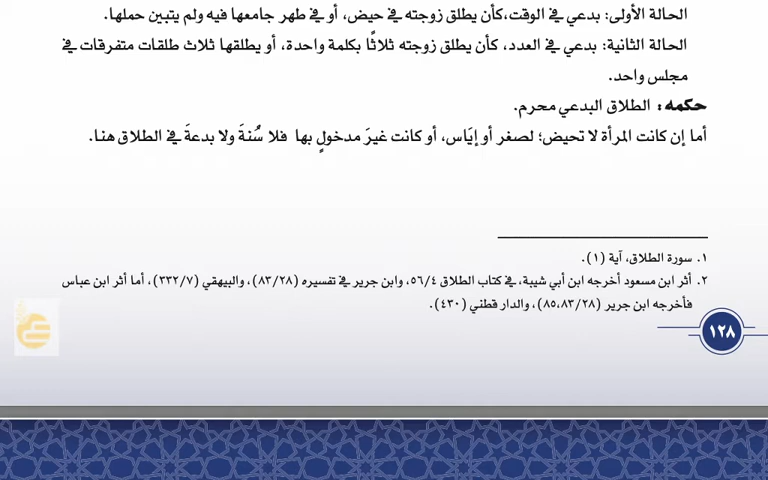 الحالة الأولى: بدعي في الوقت،كأن يطلق زوجته في حيض، أو في طهر جامعها فيه ولم يتبين حملها.
الحالة الثانية: بدعي في العدد، كأن يطلق زوجته ثلاثًا بكلمة واحدة، أو يطلقها ثلاث طلقات متفرقات في
مجلس واحد.
حكمه: الطلاق البدعي محرم.
أما إن كانت المرأة لا تحيض؛ لصغر أو إيَاس، أو كانت غيرَ مدخولٍ بها فلا سُنةَ ولا بدعةَ في الطلاق هنا.
١. سورة الطلاق، آية (١).
٢. أثر ابن مسعود أخرجه ابن أبي شيبة، في كتاب الطلاق ٥٦/٤، وابن جرير في تفسيره (٨٣/٢٨)، والبيهقي (٣٣٢/٧)، أما أثر ابن عباس
فأخرجه ابن جرير (٨٥،٨٣/٢٨)، والدار قطني (٤٣٠).
١٢٨